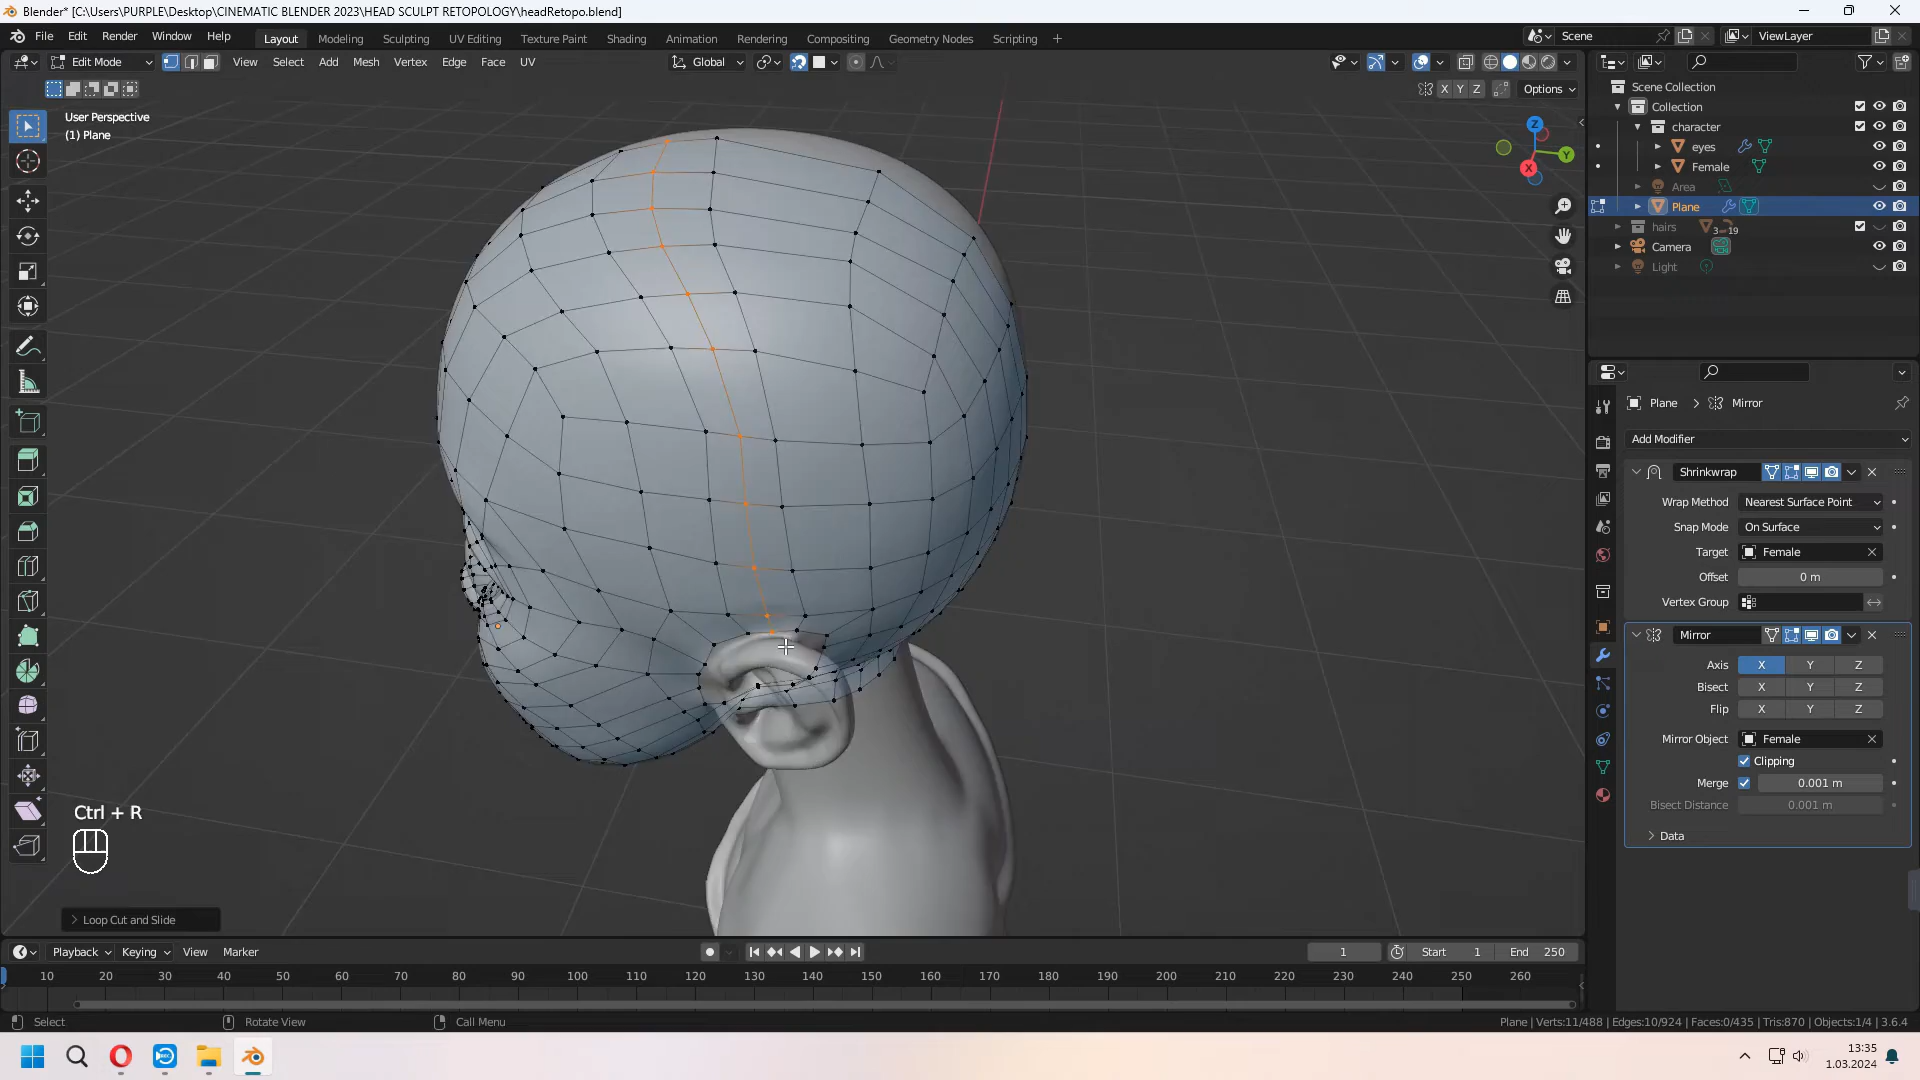 Blender* [C:\Users\PURPLE\Desktop\CINEMATIC BLENDER 2023\HEAD SCULPT RETOPOLOGY\headRetopo.blend]
File Edit Render Window Help Layout Modeling Sculpting UV Editing Texture Paint Shading Animation Rendering Compositing Geometry Nodes Scripting + Scene ViewLayer
Edit Mode View Select Add Mesh Vertex Edge Face UV Global
X Y Z Options
User Perspective
(1) Plane
Z
Y
X
Scene Collection
Collection
character
eyes
Female
Area
Plane
hairs 3 19
Camera
Light
Plane > Mirror
Add Modifier
Shrinkwrap
Wrap Method Nearest Surface Point
Snap Mode On Surface
Target Female
Offset 0 m
Vertex Group
Mirror
Axis X Y Z
Bisect X Y Z
Flip X Y Z
Mirror Object Female
Clipping
Merge 0.001 m
Bisect Distance 0.001 m
Data
Ctrl + R
Loop Cut and Slide
Playback Keying View Marker 1 Start 1 End 250
10 20 30 40 50 60 70 80 90 100 110 120 130 140 150 160 170 180 190 200 210 220 230 240 250 260
Select Rotate View Call Menu Plane | Verts:11/488 | Edges:10/924 | Faces:0/435 | Tris:870 | Objects:1/4 | 3.6.4
13:35
1.03.2024